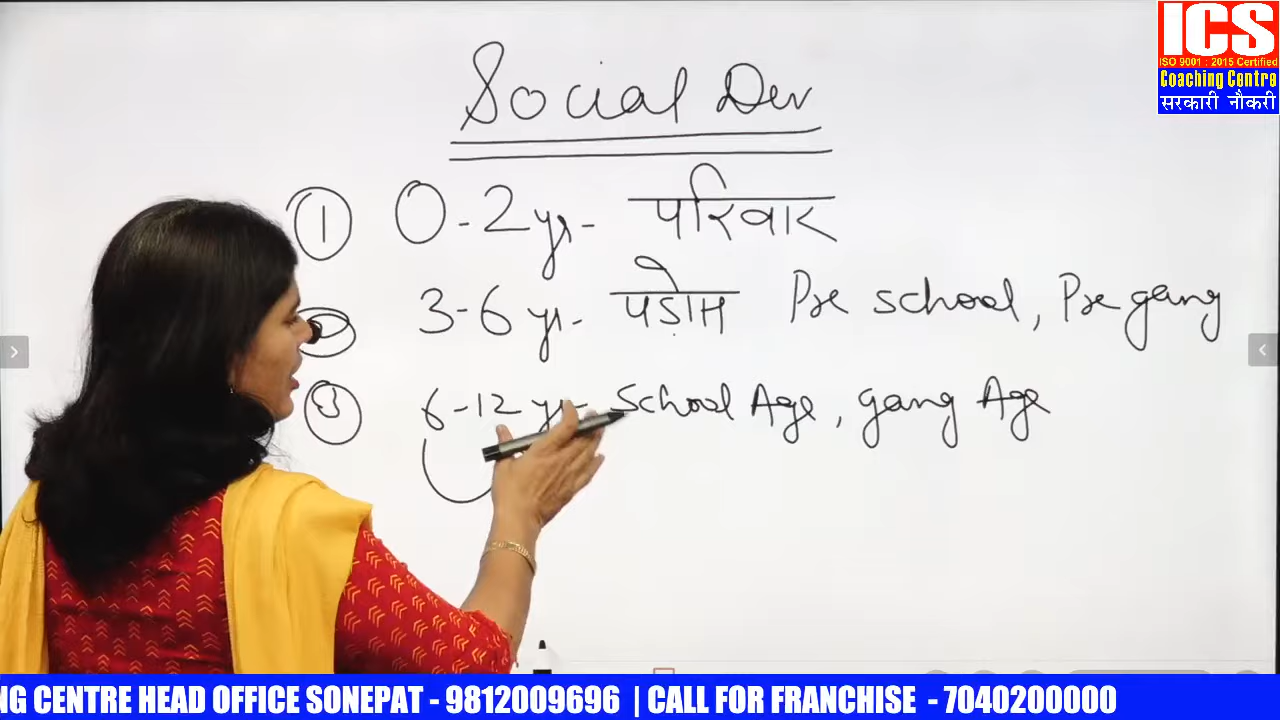 ICS
ISO 9001 : 2015 Certified
Coaching Centre
सरकारी नौकरी
Social Dev
1 0-2 yr- परिवार
3-6 yr- पड़ोस Pre school, Pre gang
3 6-12 yr- School Age, gang Age
NG CENTRE HEAD OFFICE SONEPAT - 9812009696 | CALL FOR FRANCHISE - 7040200000